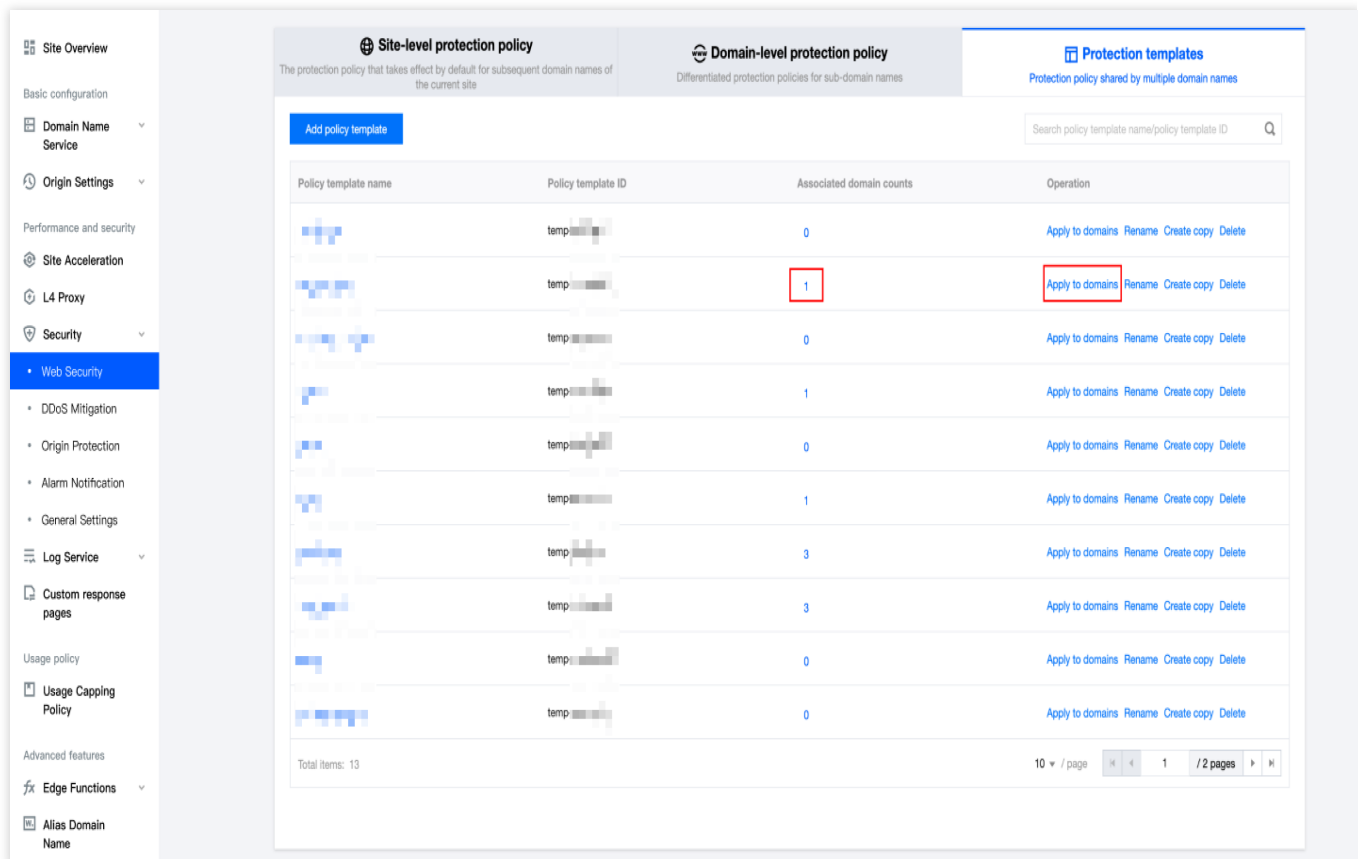 Site Overview
Basic configuration
Domain Name
Service
Origin Settings
Performance and security
Site Acceleration
L4 Proxy
Security
Web Security
DDoS Mitigation
Origin Protection
Alarm Notification
General Settings
Log Service
Custom response
pages
Usage policy
Usage Capping
Policy
Advanced features
fx Edge Functions
Alias Domain
Name
Site-level protection policy
The protection policy that takes effect by default for subsequent domain names of
the current site
www Domain-level protection policy
Differentiated protection policies for sub-domain names
Protection templates
Protection policy shared by multiple domain names
Add policy template
Search policy template name/policy template ID
Policy template name Policy template ID Associated domain counts Operation
temp- 0 Apply to domains Rename Create copy Delete
temp- 1 Apply to domains Rename Create copy Delete
temp- 0 Apply to domains Rename Create copy Delete
temp- 1 Apply to domains Rename Create copy Delete
temp- 0 Apply to domains Rename Create copy Delete
temp- 1 Apply to domains Rename Create copy Delete
temp- 3 Apply to domains Rename Create copy Delete
temp- 3 Apply to domains Rename Create copy Delete
temp- 0 Apply to domains Rename Create copy Delete
temp- 0 Apply to domains Rename Create copy Delete
Total items: 13
10 / page 1 / 2 pages